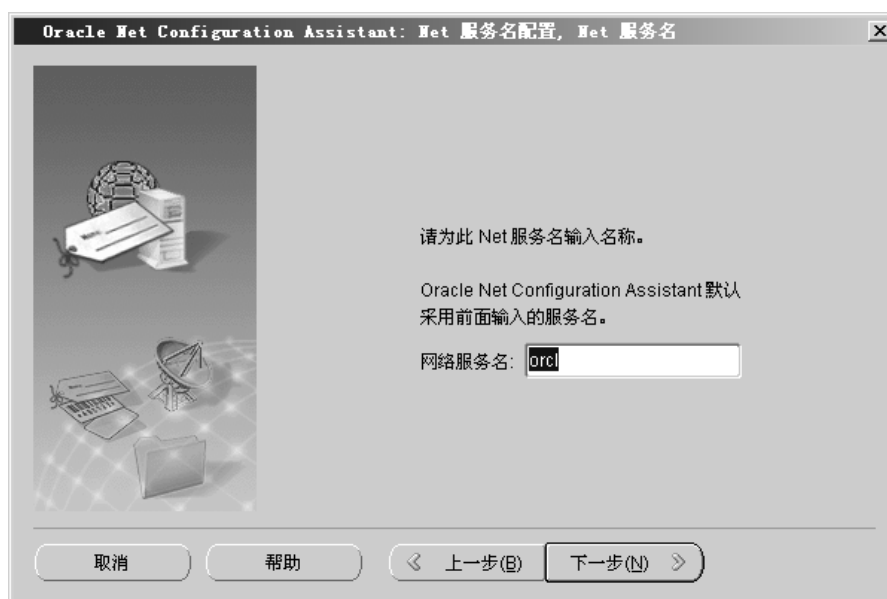 Oracle Net Configuration Assistant: Net 服务名配置, Net 服务名
请为此 Net 服务名输入名称。
Oracle Net Configuration Assistant 默认
采用前面输入的服务名。
网络服务名: orcl
取消 帮助 上一步(B) 下一步(N)